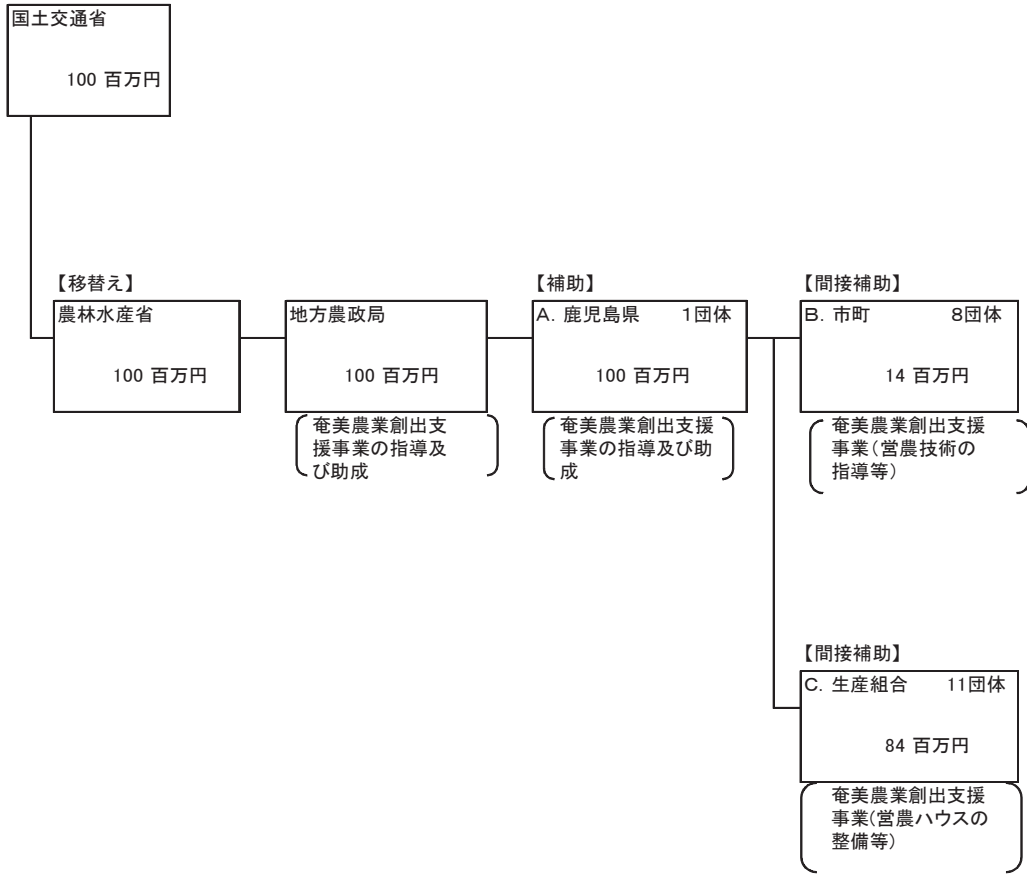 国土交通省
100 百万円
【移替え】
農林水産省
100 百万円
地方農政局
100 百万円
奄美農業創出支
援事業の指導及
び助成
【補助】
A. 鹿児島県 1団体
100 百万円
奄美農業創出支援
事業の指導及び助
成
【間接補助】
B. 市町 8団体
14 百万円
奄美農業創出支援
事業(営農技術の
指導等)
【間接補助】
C. 生産組合 11団体
84 百万円
奄美農業創出支援
事業(営農ハウスの
整備等)